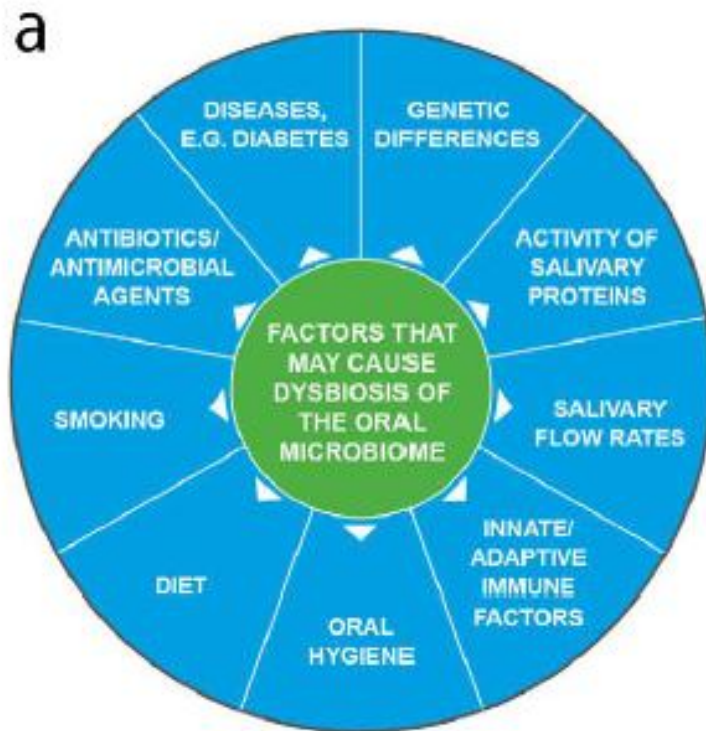 a
DISEASES,
E.G. DIABETES
GENETIC
DIFFERENCES
ACTIVITY OF
SALIVARY
PROTEINS
SALIVARY
FLOW RATES
INNATE/
ADAPTIVE
IMMUNE
FACTORS
ORAL
HYGIENE
DIET
SMOKING
ANTIBIOTICS/
ANTIMICROBIAL
AGENTS
FACTORS THAT
MAY CAUSE
DYSBIOSIS OF
THE ORAL
MICROBIOME